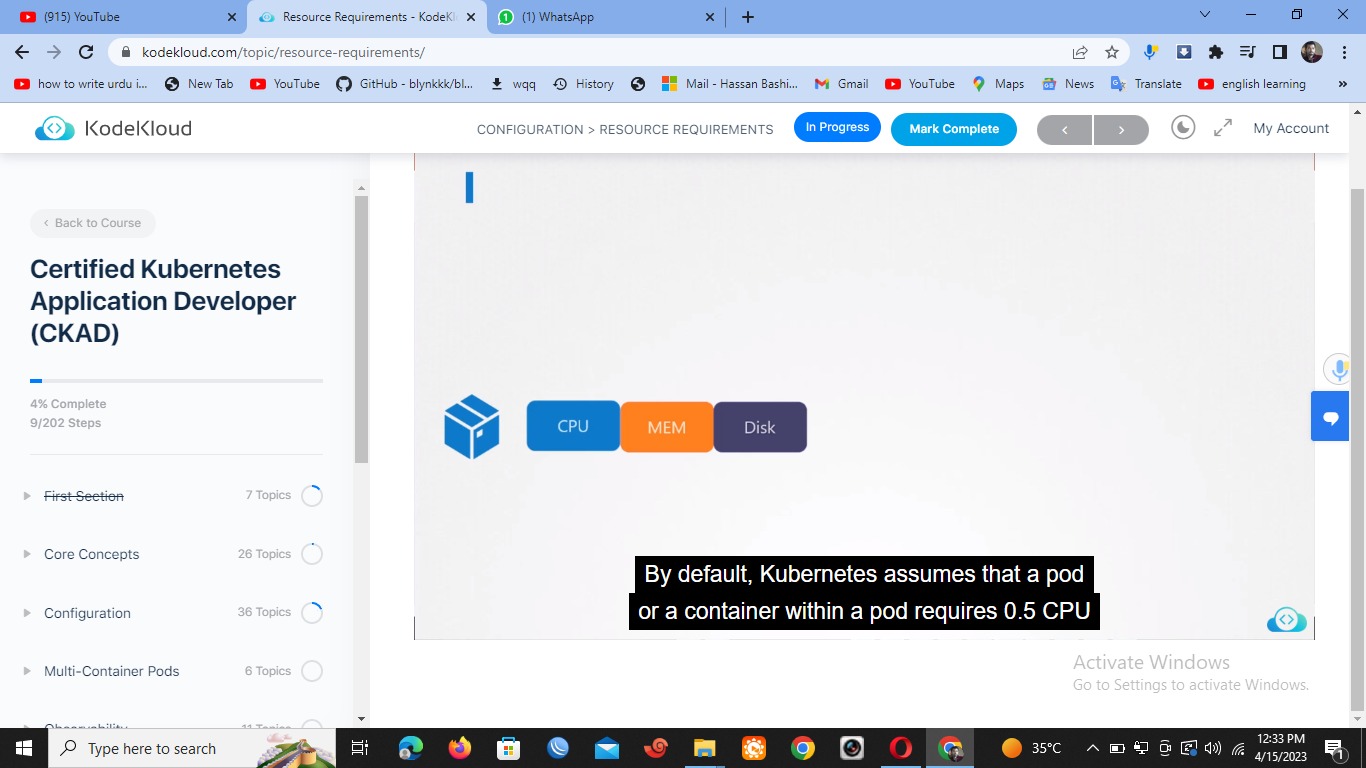 (915) YouTube
Resource Requirements - KodeKl
(1) WhatsApp
kodekloud.com/topic/resource-requirements/
how to write urdu i...
New Tab
YouTube
GitHub - blynkkk/bl...
wqq
History
Mail - Hassan Bashi...
Gmail
YouTube
Maps
News
Translate
english learning
»
KodeKloud
CONFIGURATION > RESOURCE REQUIREMENTS
In Progress
Mark Complete
My Account
Back to Course
Certified Kubernetes
Application Developer
(CKAD)
4% Complete
9/202 Steps
First Section
7 Topics
Core Concepts
26 Topics
Configuration
36 Topics
Multi-Container Pods
6 Topics
Observability
11 Topics
CPU
MEM
Disk
By default, Kubernetes assumes that a pod
or a container within a pod requires 0.5 CPU
Activate Windows
Go to Settings to activate Windows.
Type here to search
35°C
12:33 PM
4/15/2023
1